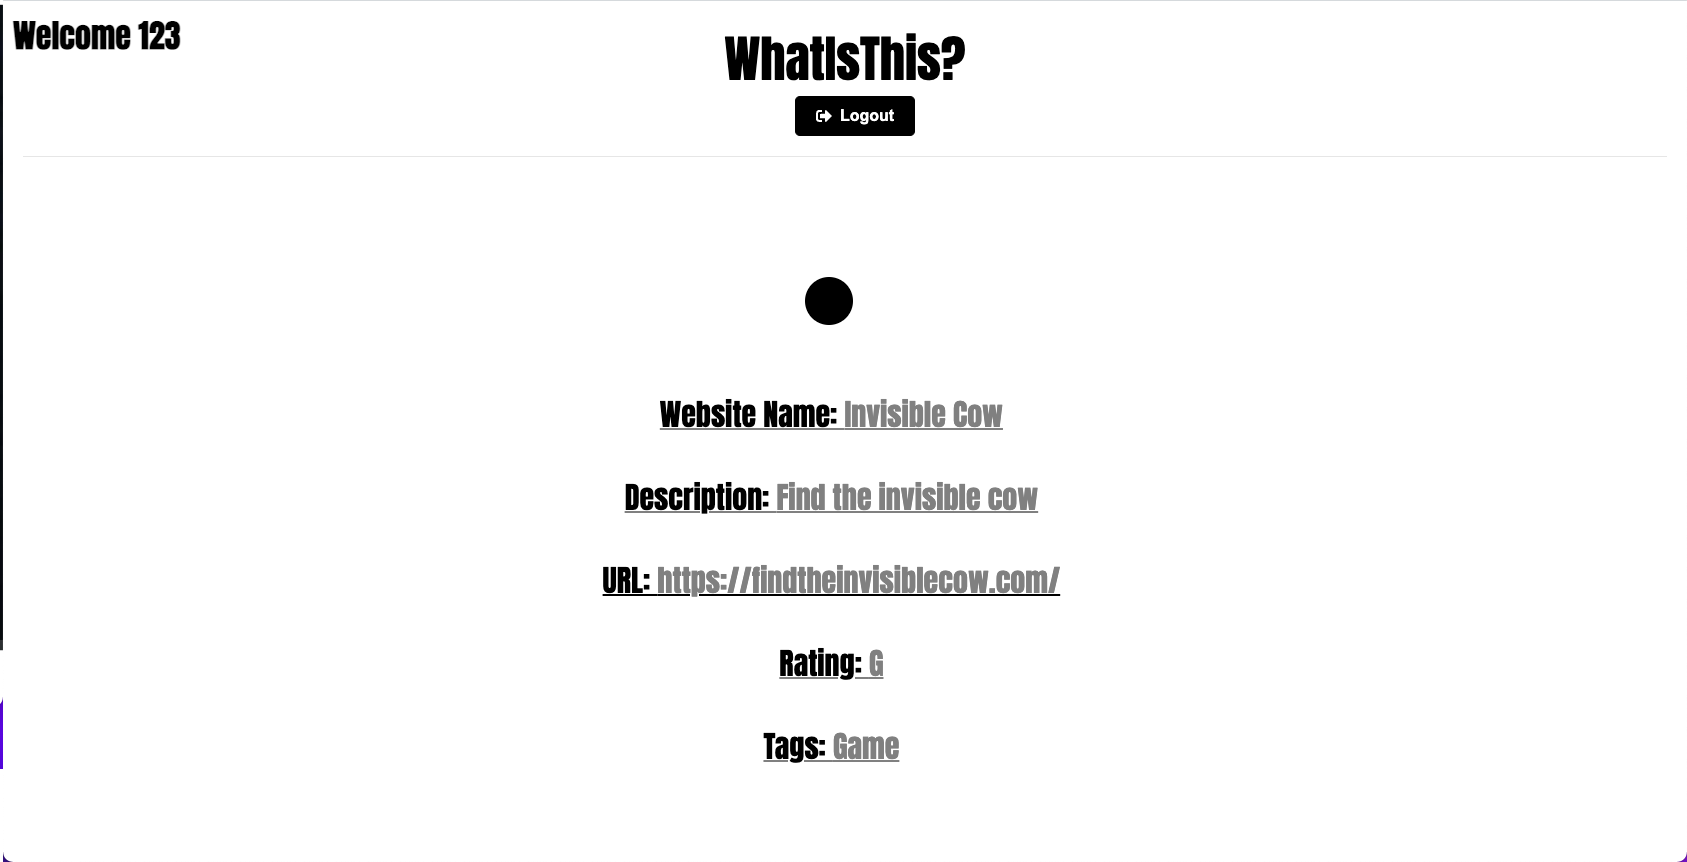 Welcome 123
WhatIsThis?
Logout
Website Name: Invisible Cow
Description: Find the invisible cow
URL: https://findtheinvisiblecow.com/
Rating: G
Tags: Game